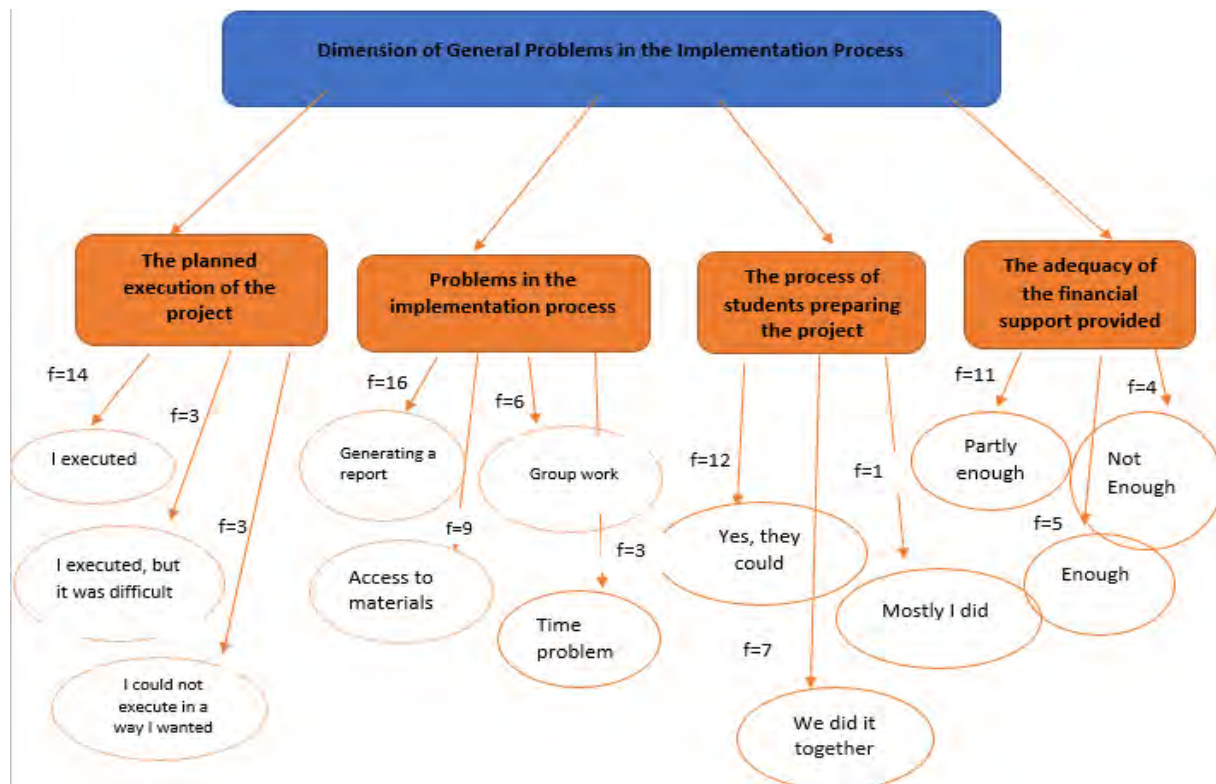 Dimension of General Problems in the Implementation Process
The planned
execution of the
project
Problems in the
implementation process
The process of
students preparing
the project
The adequacy of
the financial
support provided
f=14
f=3
f=3
I executed
I executed, but
it was difficult
I could not
execute in a
way I wanted
f=16
f=6
f=9
f=3
Generating a
report
Group work
Access to
materials
Time
problem
f=12
f=1
f=7
Yes, they
could
Mostly I did
We did it
together
f=11
f=4
f=5
Partly
enough
Not
Enough
Enough